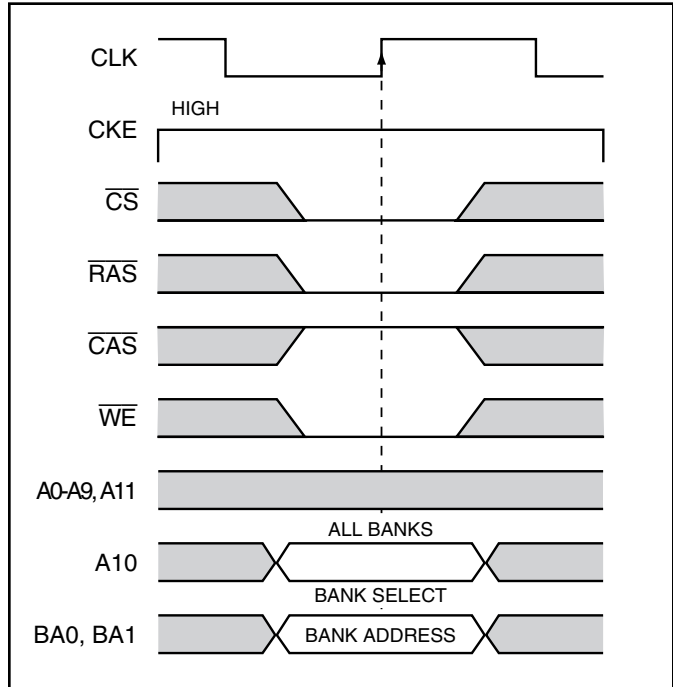 CLK
HIGH
CKE
CS
RAS
CAS
WE
A0-A9, A11
ALL BANKS
A10
BANK SELECT
BA0, BA1
BANK ADDRESS